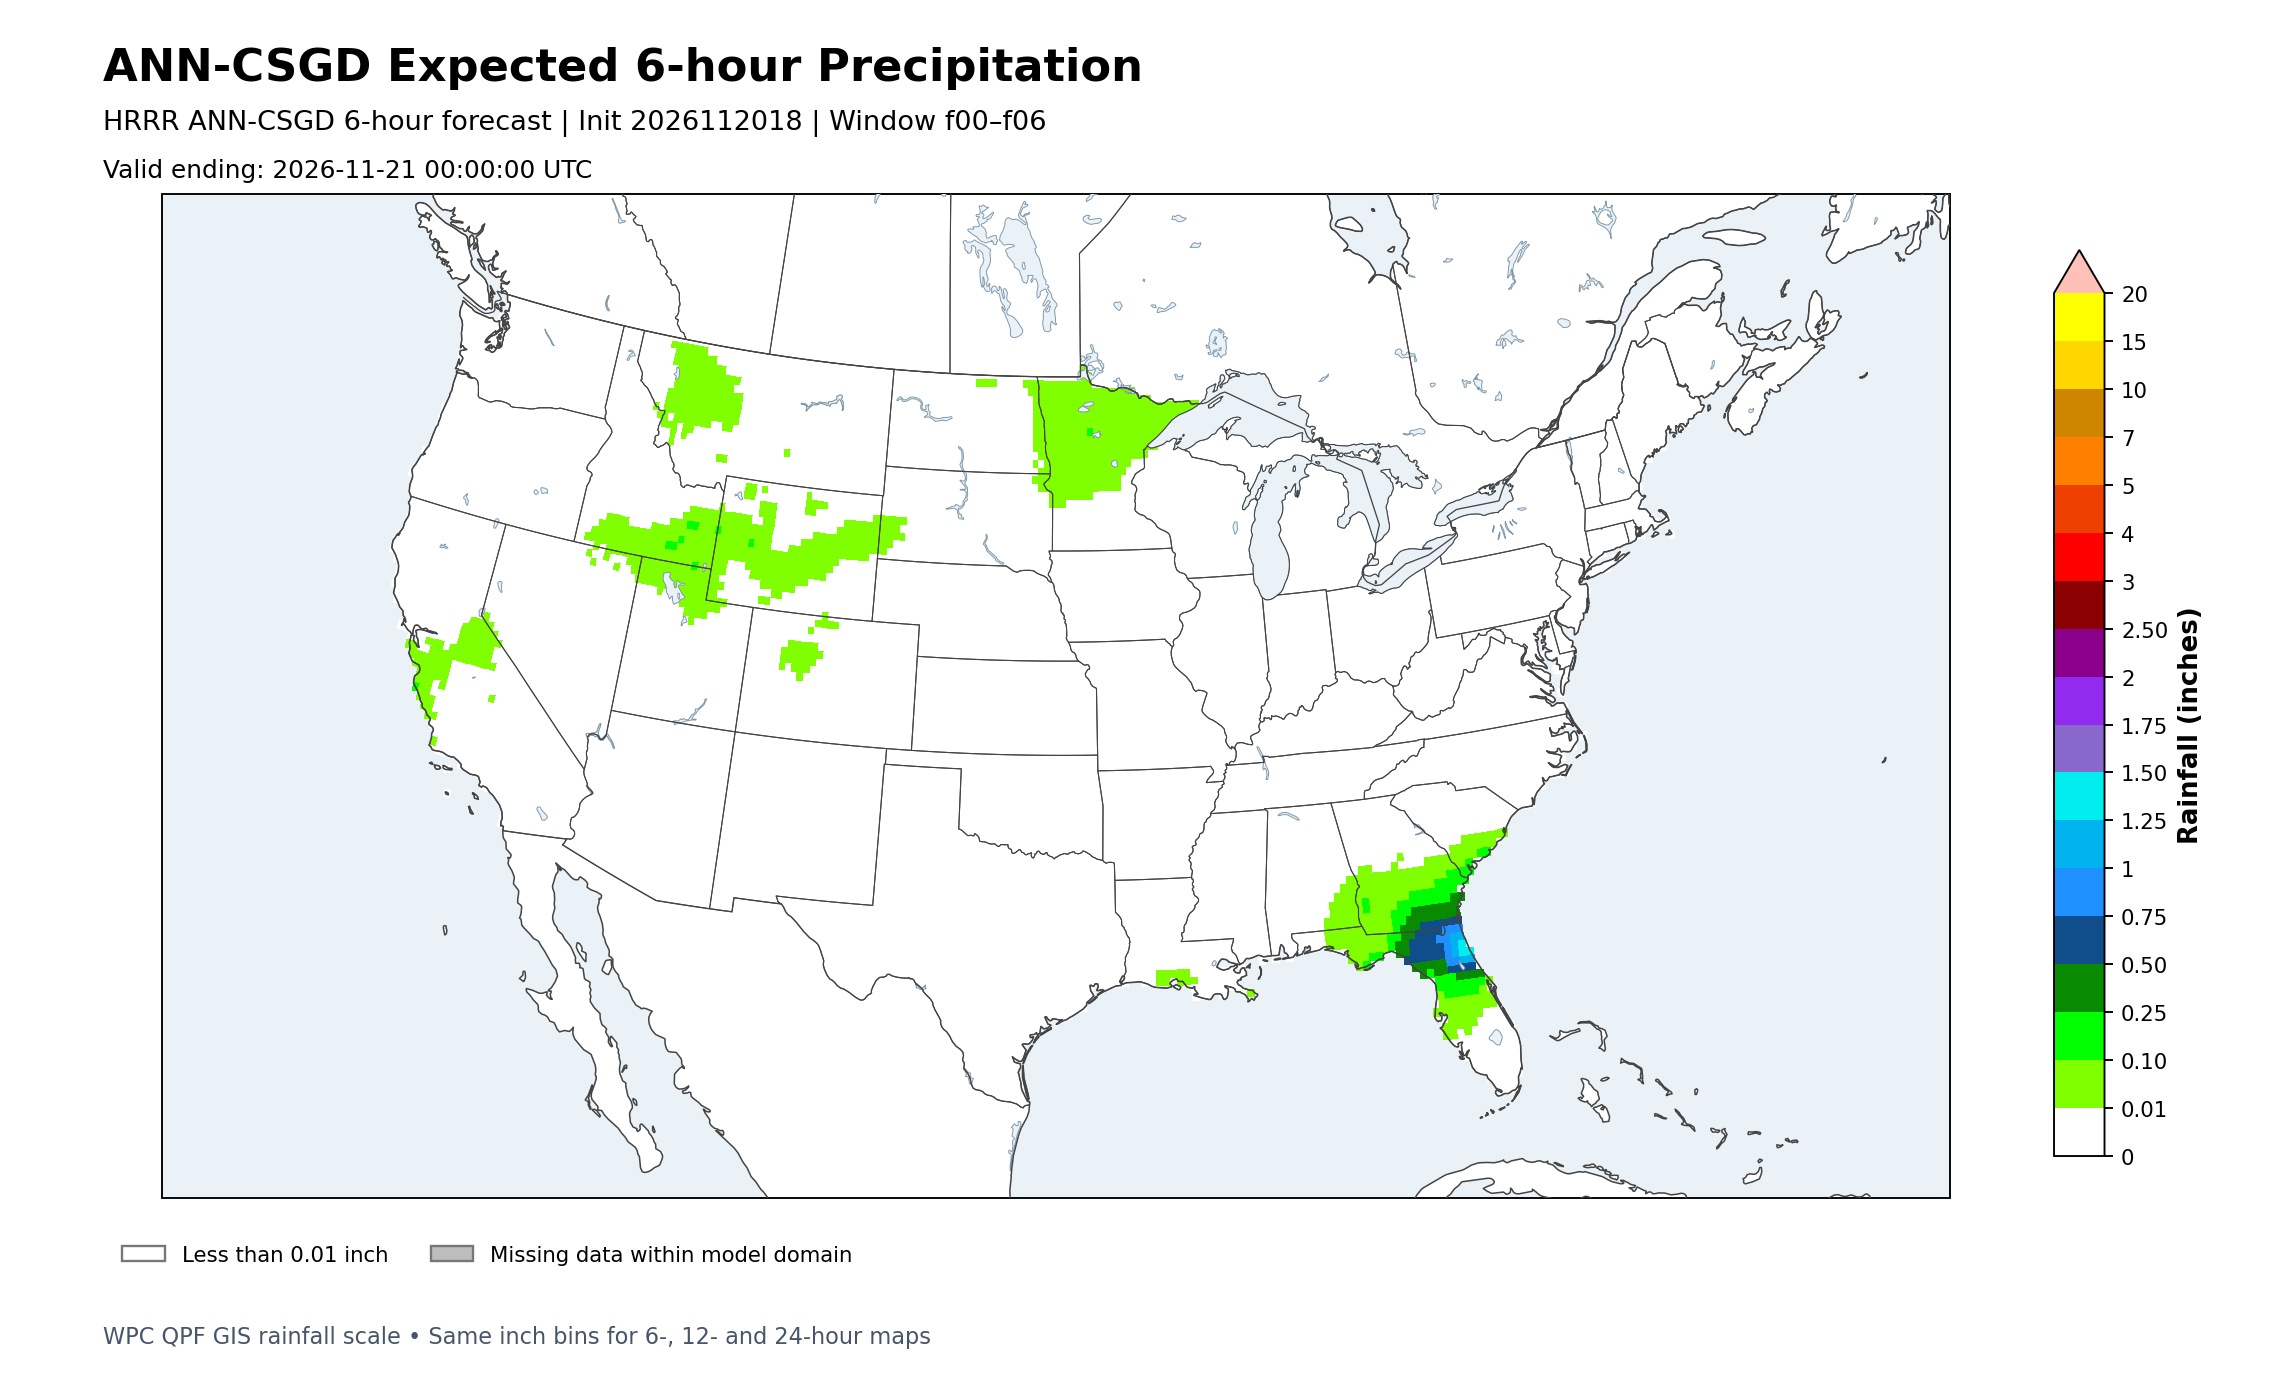 ANN-CSGD Expected 6-hour Precipitation
HRRR ANN-CSGD 6-hour forecast | Init 2026112018 | Window f00–f06
Valid ending: 2026-11-21 00:00:00 UTC
20
15
10
7
5
4
3
2.50
2
1.75
1.50
1.25
1
0.75
0.50
0.25
0.10
0.01
0
Rainfall (inches)
Less than 0.01 inch
Missing data within model domain
WPC QPF GIS rainfall scale • Same inch bins for 6-, 12- and 24-hour maps